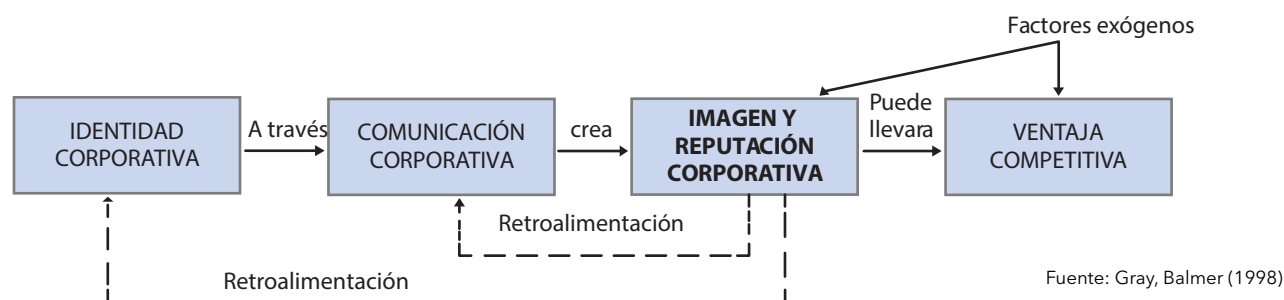 Factores exógenos
IDENTIDAD
CORPORATIVA
A través
COMUNICACIÓN
CORPORATIVA
crea
IMAGEN Y
REPUTACIÓN
CORPORATIVA
Puede
llevara
VENTAJA
COMPETITIVA
Retroalimentación
Retroalimentación
Fuente: Gray, Balmer (1998)